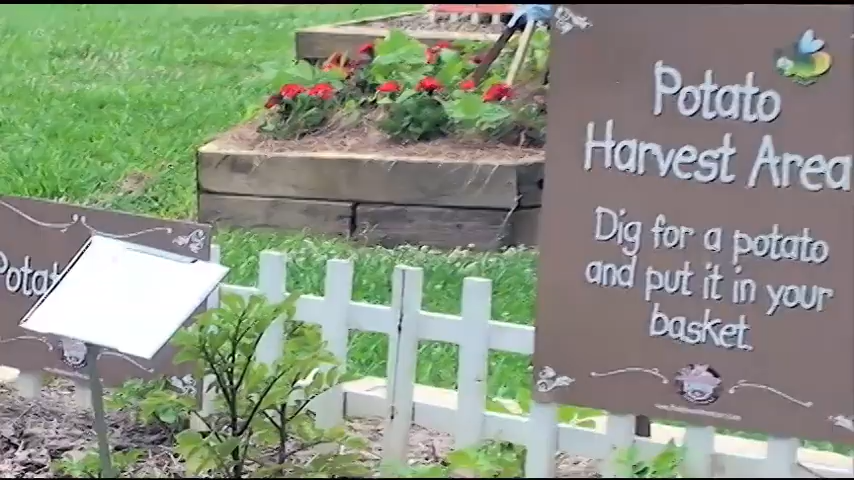 Potato
Harvest Area
Dig for a potato
and put it in your
basket.
Potat